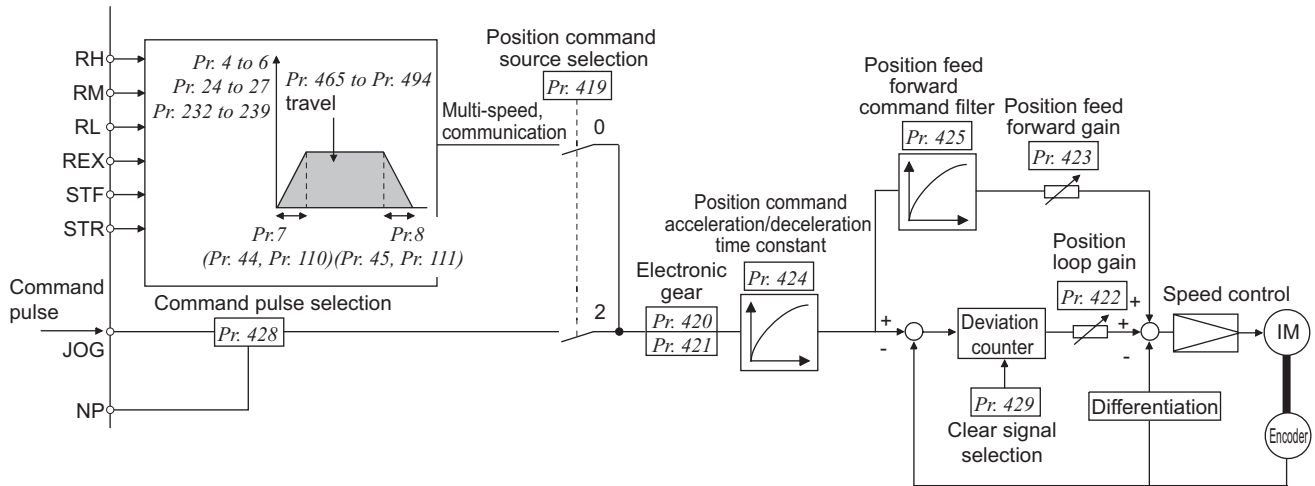 RH
RM
RL
REX
STF
STR
Pr. 4 to 6
Pr. 24 to 27
Pr. 232 to 239
Pr. 465 to Pr. 494
travel
Pr.7
(Pr. 44, Pr. 110)
Pr.8
(Pr. 45, Pr. 111)
Multi-speed,
communication
Position command
source selection
Pr. 419
0
2
Command
pulse
JOG
NP
Command pulse selection
Pr. 428
Electronic
gear
Pr. 420
Pr. 421
Position command
acceleration/deceleration
time constant
Pr. 424
Position feed
forward
command filter
Pr. 425
Position feed
forward gain
Pr. 423
+
-
Deviation
counter
Pr. 429
Clear signal
selection
Position
loop gain
Pr. 422
+
+
-
Speed control
IM
Differentiation
Encoder